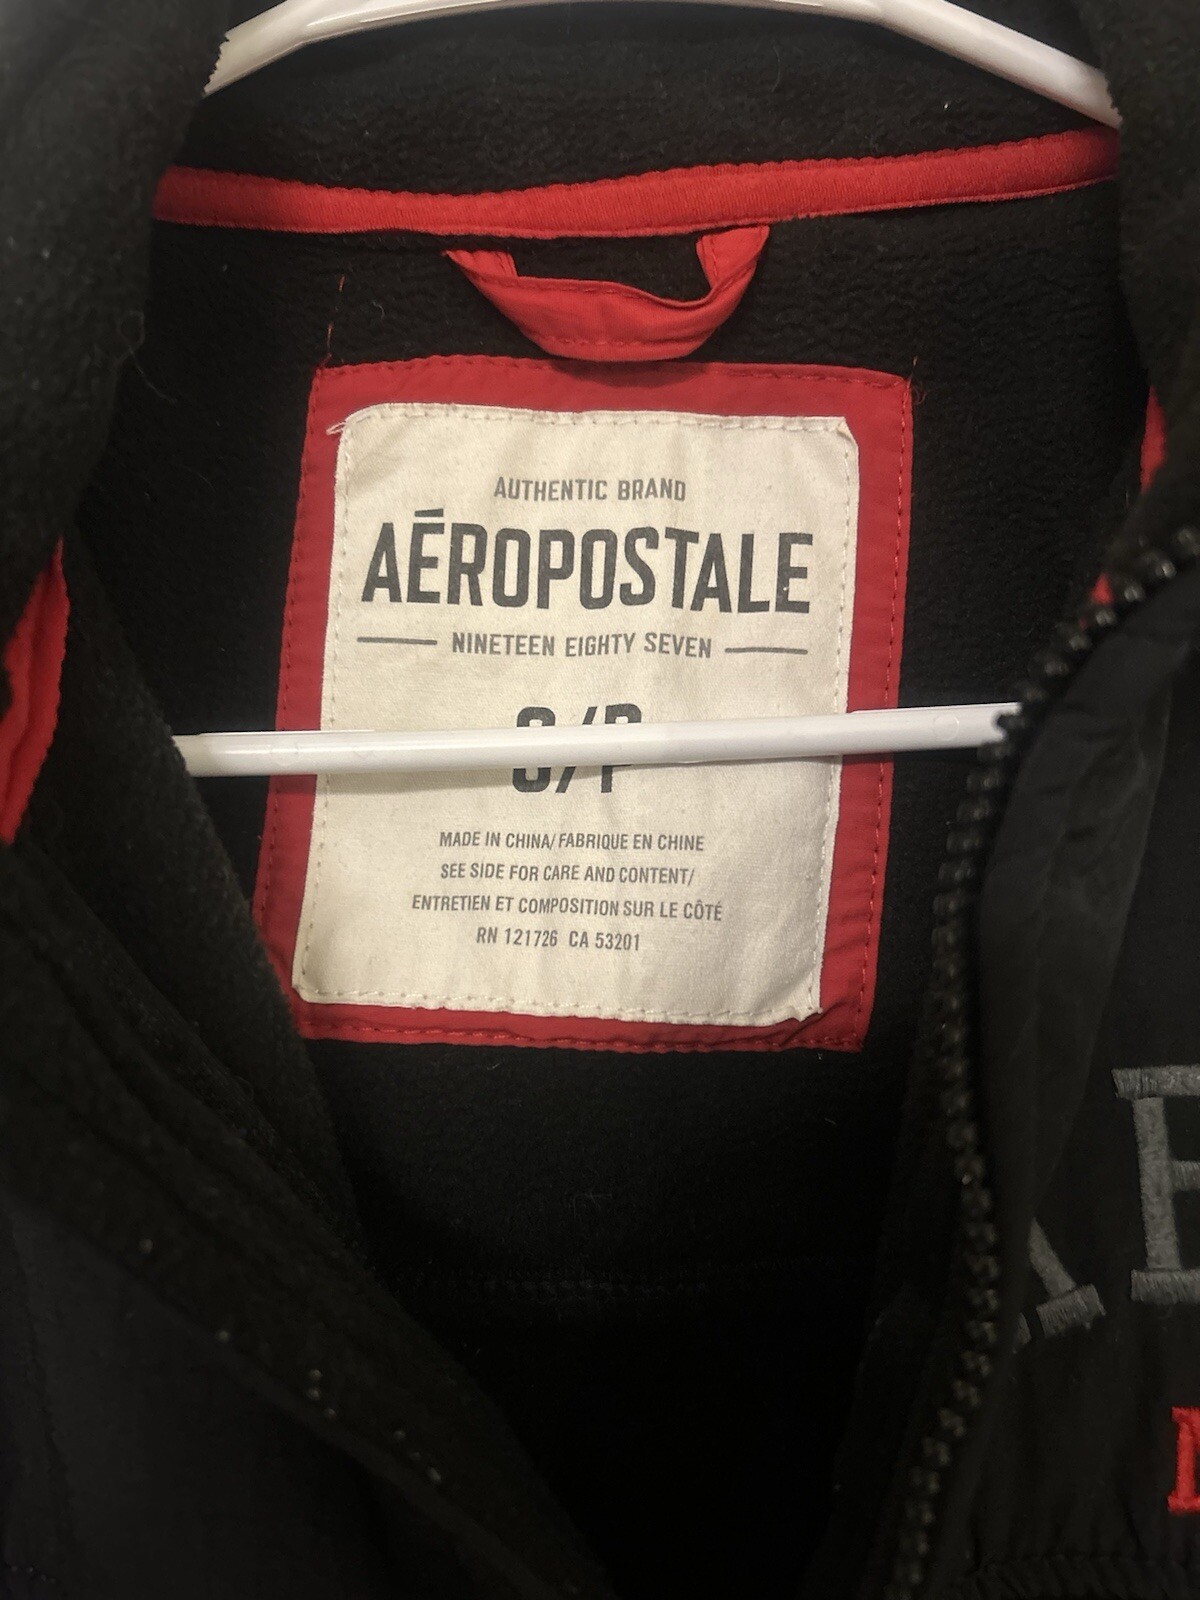 AUTHENTIC BRAND
AÉROPOSTALE
NINETEEN EIGHTY SEVEN
S/P
MADE IN CHINA/FABRIQUE EN CHINE
SEE SIDE FOR CARE AND CONTENT/
ENTRETIEN ET COMPOSITION SUR LE CÔTÉ
RN 121726 CA 53201